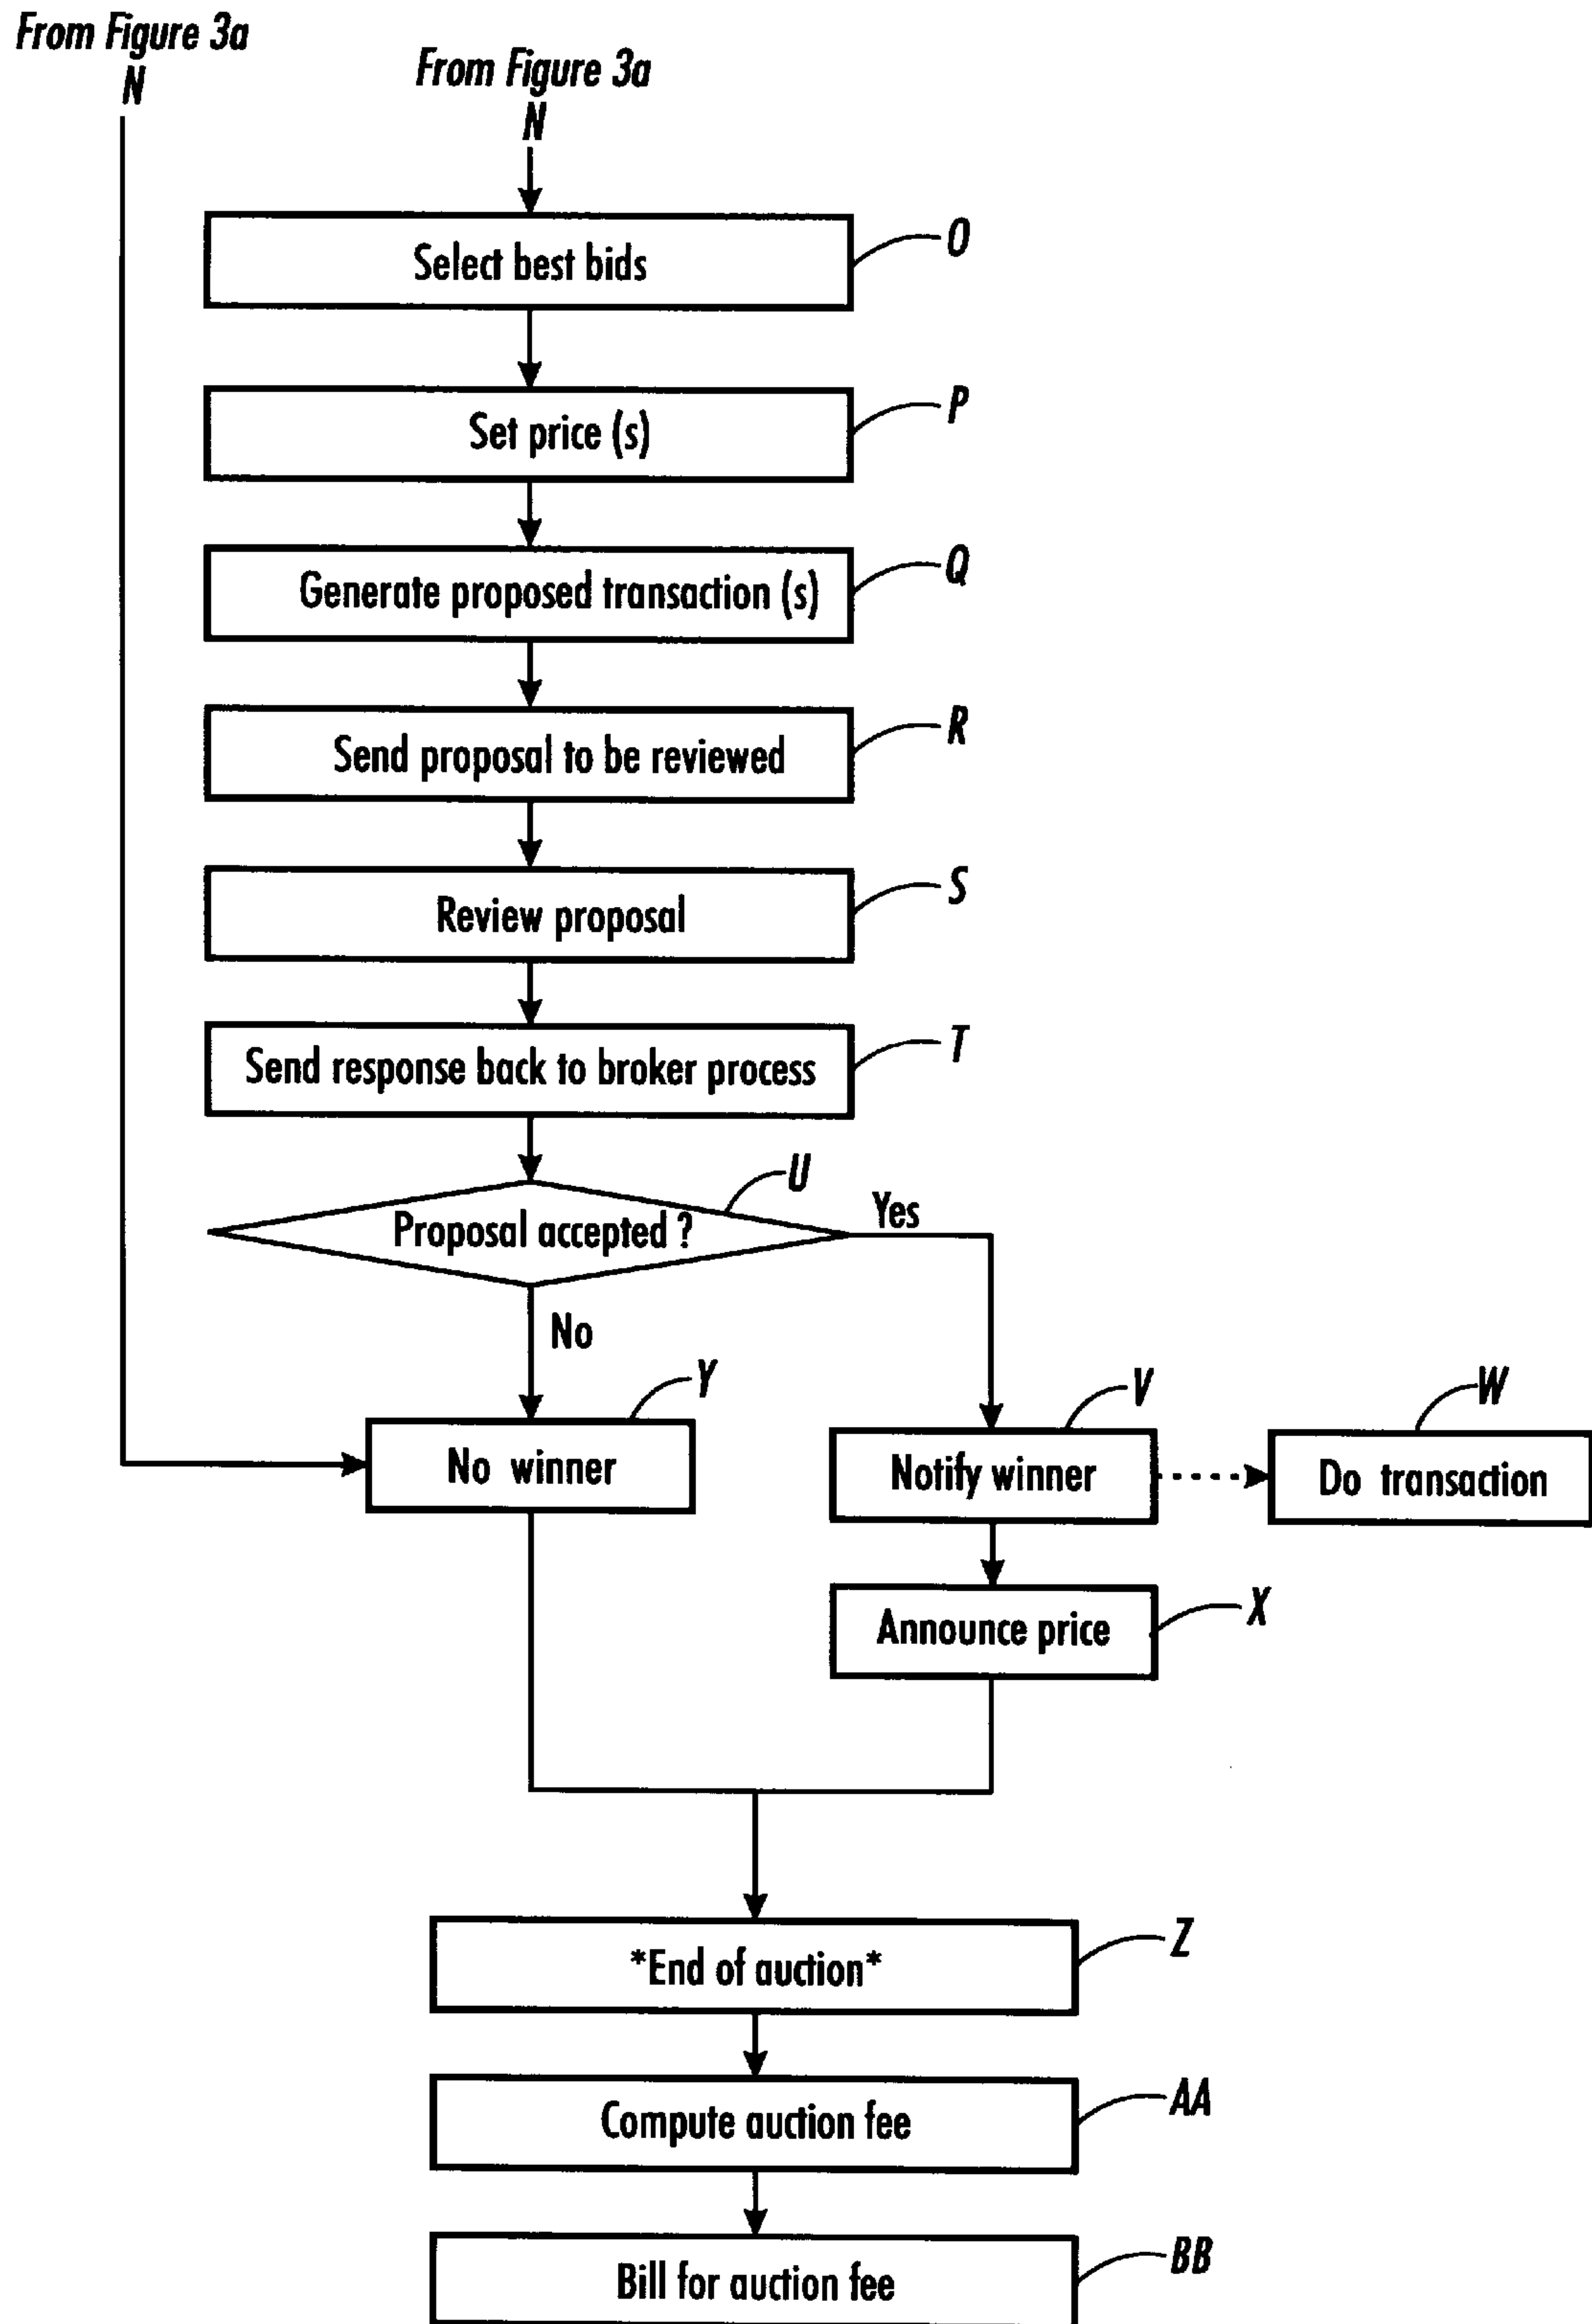 From Figure 3a
N
From Figure 3a
N
Select best bids
O
Set price (s)
P
Generate proposed transaction (s)
Q
Send proposal to be reviewed
R
Review proposal
S
Send response back to broker process
T
Proposal accepted ?
U
Yes
No
Y
V
W
No winner
Notify winner
Do transaction
Announce price
X
*End of auction*
Z
Compute auction fee
AA
Bill for auction fee
BB